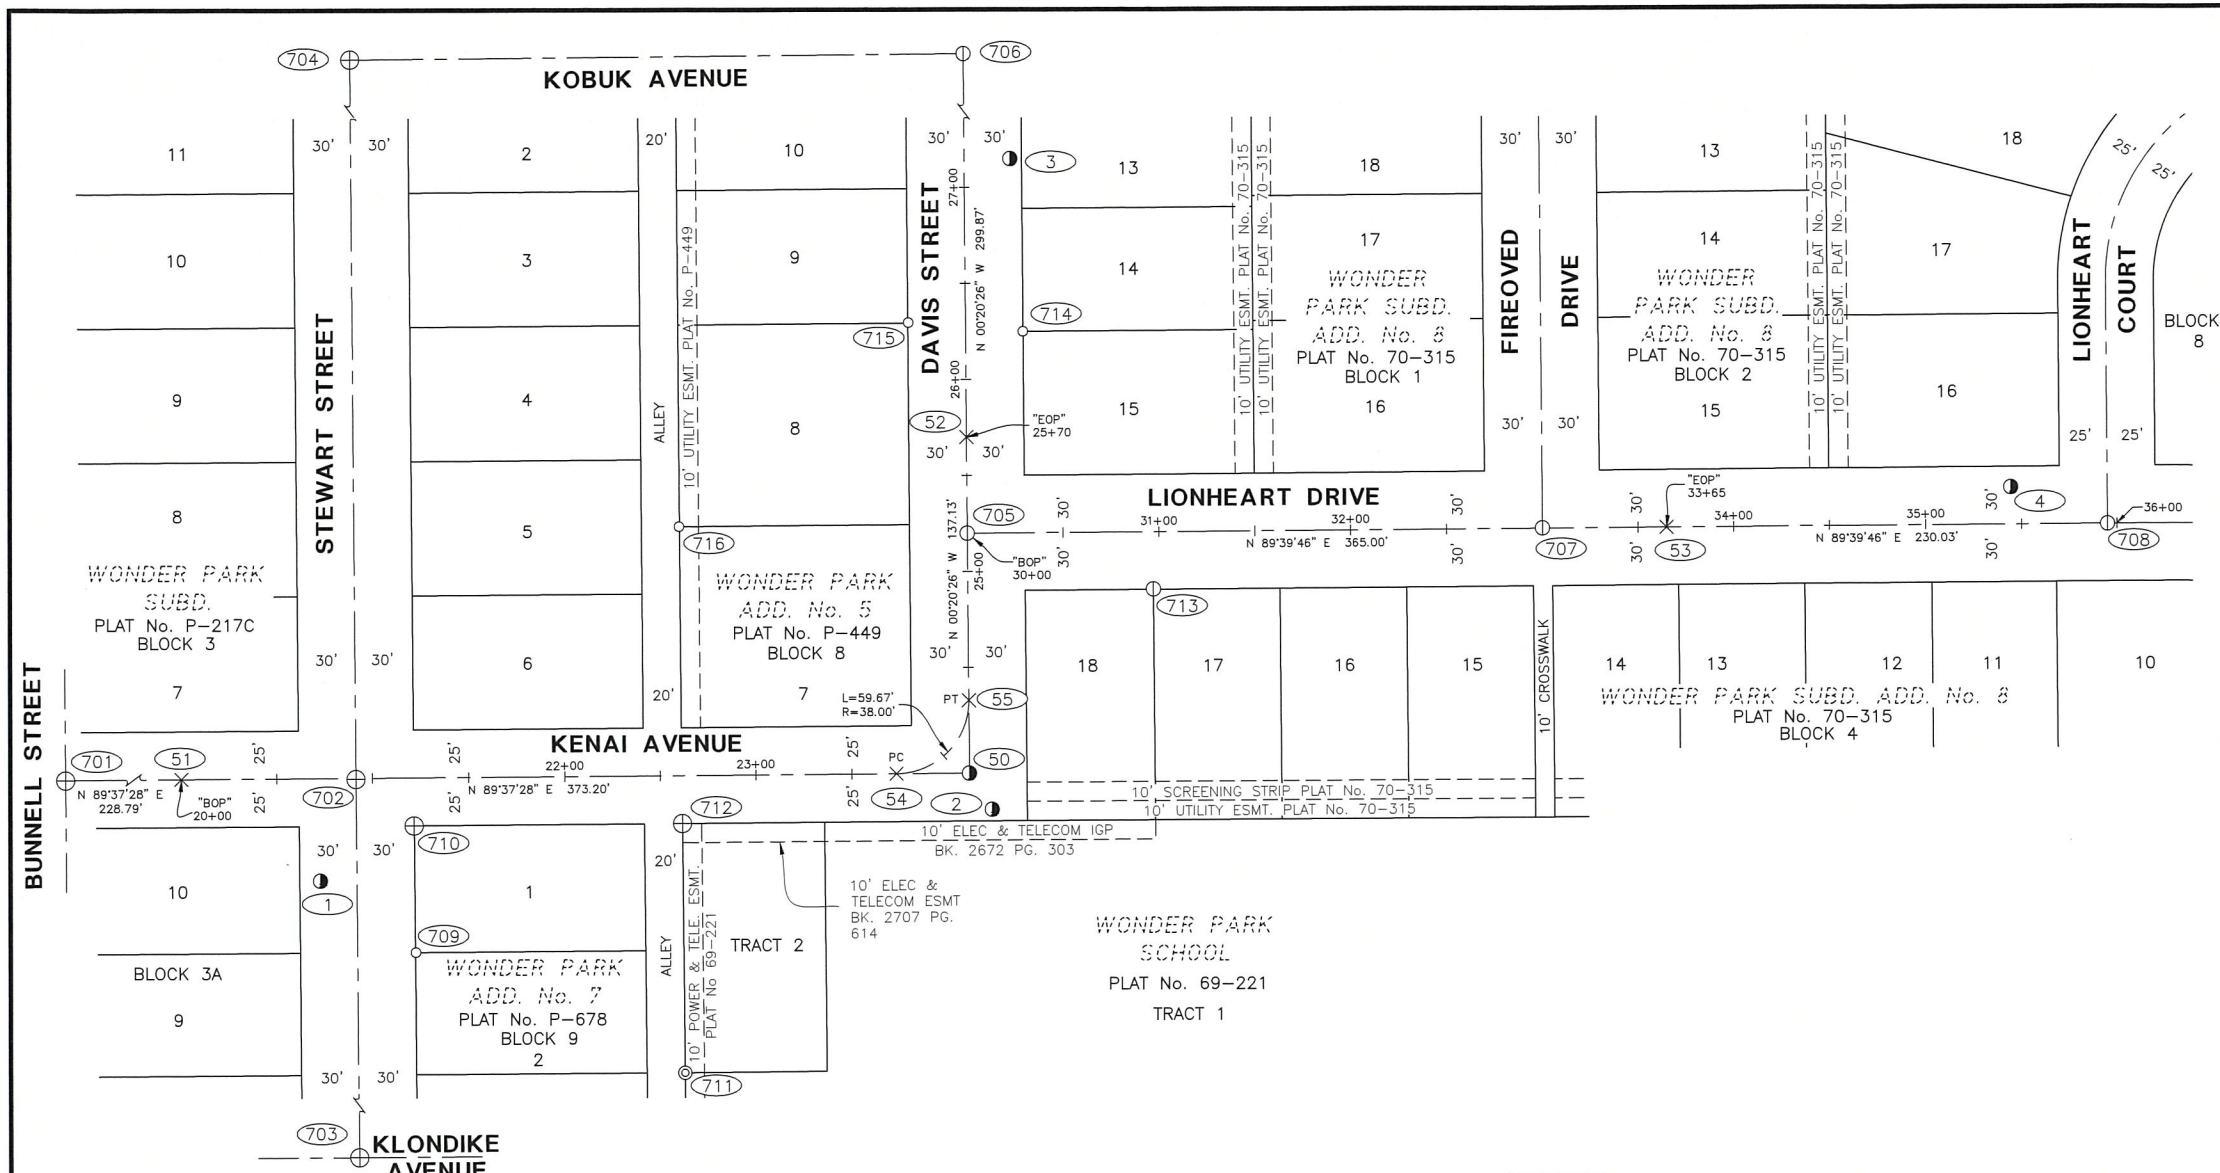 704
706
KOBUK AVENUE
11
30'
30'
2
20'
10
30'
30'
3
13
18
30'
30'
13
18
25'
25'
10
3
9
DAVIS STREET
27+00
N 00°20'26" W 299.87'
14
17
14
17
10' UTILITY ESMT. PLAT No. P-449
10' UTILITY ESMT. PLAT No. 70-315
10' UTILITY ESMT. PLAT No. 70-315
10' UTILITY ESMT. PLAT No. 70-315
10' UTILITY ESMT. PLAT No. 70-315
WONDER
PARK SUBD.
ADD. No. 8
PLAT No. 70-315
BLOCK 1
16
FIREOVED
DRIVE
WONDER
PARK SUBD.
ADD. No. 8
PLAT No. 70-315
BLOCK 2
15
LIONHEART
COURT
BLOCK
8
STEWART STREET
715
714
26+00
9
4
ALLEY
8
15
52
"EOP"
25+70
30'
30'
30'
30'
16
25'
25'
8
5
716
LIONHEART DRIVE
705
"BOP"
30+00
30'
30'
31+00
32+00
N 89°39'46" E 365.00'
30'
30'
707
"EOP"
33+65
30'
30'
53
34+00
35+00
N 89°39'46" E 230.03'
30'
30'
4
36+00
708
N 00°20'26" W 137.13'
25+00
WONDER PARK
SUBD.
PLAT No. P-217C
BLOCK 3
7
30'
30'
6
20'
WONDER PARK
ADD. No. 5
PLAT No. P-449
BLOCK 8
7
30'
30'
L=59.67'
R=38.00'
PT
55
713
18
17
16
15
10' CROSSWALK
14
13
12
11
10
WONDER PARK SUBD. ADD. No. 8
PLAT No. 70-315
BLOCK 4
BUNNELL STREET
KENAI AVENUE
701
51
"BOP"
20+00
N 89°37'28" E
228.79'
25'
25'
702
25'
25'
22+00
23+00
N 89°37'28" E 373.20'
25'
25'
PC
54
50
2
10' SCREENING STRIP PLAT No. 70-315
10' UTILITY ESMT. PLAT No. 70-315
712
10' ELEC & TELECOM IGP
BK. 2672 PG. 303
710
30'
30'
20'
10
1
1
709
10' ELEC &
TELECOM ESMT
BK. 2707 PG.
614
10' POWER & TELE. ESMT.
PLAT No 69-221
ALLEY
TRACT 2
BLOCK 3A
9
WONDER PARK
ADD. No. 7
PLAT No. P-678
BLOCK 9
2
WONDER PARK
SCHOOL
PLAT No. 69-221
TRACT 1
30'
30'
711
703
KLONDIKE
AVENUE